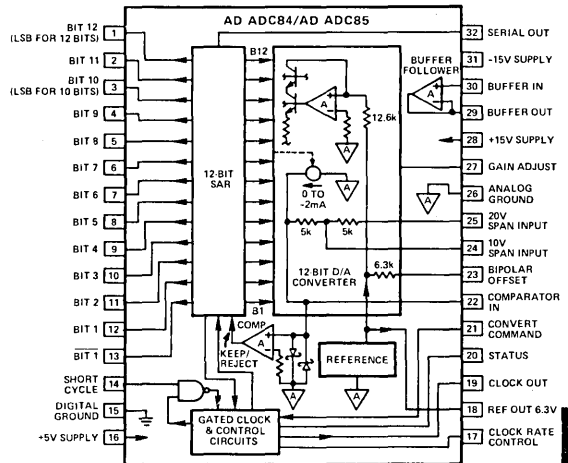 AD ADC84/AD ADC85
BIT 12
(LSB FOR 12 BITS)
1
BIT 11
2
BIT 10
(LSB FOR 10 BITS)
3
BIT 9
4
BIT 8
5
BIT 7
6
BIT 6
7
BIT 5
8
BIT 4
9
BIT 3
10
BIT 2
11
BIT 1
12
BIT 1
13
SHORT
CYCLE
14
DIGITAL
GROUND
15
+5V SUPPLY
16
12-BIT
SAR
B12
B1
COMP
KEEP/
REJECT
GATED CLOCK
& CONTROL
CIRCUITS
A
A
12.6k
A
0 TO
-2mA
5k
5k
6.3k
12-BIT D/A
CONVERTER
A
A
REFERENCE
A
BUFFER
FOLLOWER
A
A
32 SERIAL OUT
31 -15V SUPPLY
30 BUFFER IN
29 BUFFER OUT
28 +15V SUPPLY
27 GAIN ADJUST
26 ANALOG
GROUND
25 20V
SPAN INPUT
24 10V
SPAN INPUT
23 BIPOLAR
OFFSET
22 COMPARATOR
IN
21 CONVERT
COMMAND
20 STATUS
19 CLOCK OUT
18 REF OUT 6.3V
17 CLOCK RATE
CONTROL